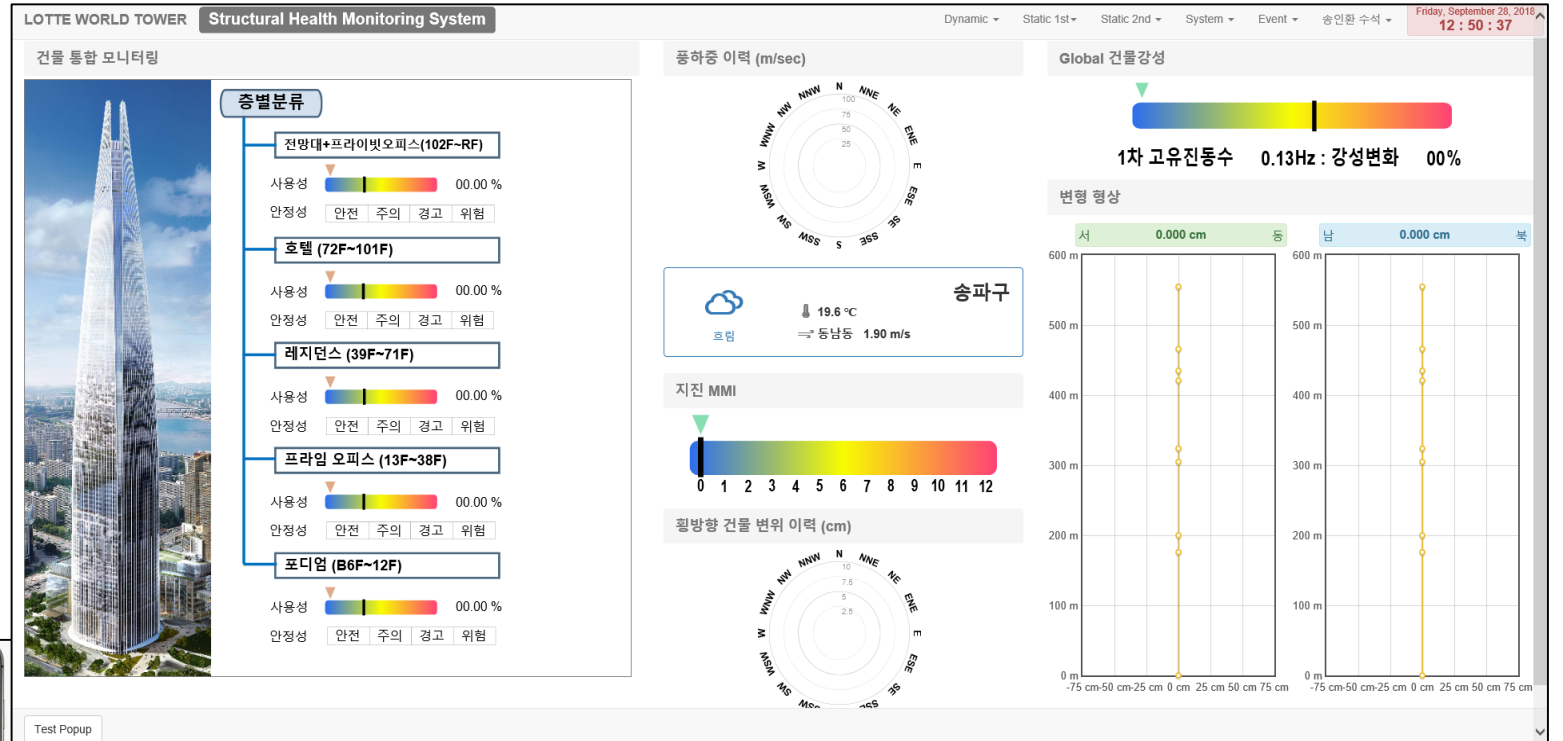 LOTTE WORLD TOWER Structural Health Monitoring System Dynamic Static 1st Static 2nd System Event 송인환 수석 Friday, September 28, 2018
12 : 50 : 37
건물 통합 모니터링
층별분류
전망대+프라이빗오피스(102F~RF)
사용성 00.00 %
안정성 안전 주의 경고 위험
호텔 (72F~101F)
사용성 00.00 %
안정성 안전 주의 경고 위험
레지던스 (39F~71F)
사용성 00.00 %
안정성 안전 주의 경고 위험
프라임 오피스 (13F~38F)
사용성 00.00 %
안정성 안전 주의 경고 위험
포디엄 (B6F~12F)
사용성 00.00 %
안정성 안전 주의 경고 위험
풍하중 이력 (m/sec)
N NNE NE ENE E ESE SE SSE S SSW SW WSW W WNW NW NNW
100
75
50
25
송파구
19.6 ℃
흐림 동남동 1.90 m/s
지진 MMI
0 1 2 3 4 5 6 7 8 9 10 11 12
횡방향 건물 변위 이력 (cm)
N NNE NE ENE E ESE SE SSE SSW SW WSW W WNW NW NNW
10
7.5
5
2.5
Global 건물강성
1차 고유진동수 0.13Hz : 강성변화 00%
변형 형상
서 0.000 cm 동
600 m
500 m
400 m
300 m
200 m
100 m
0 m
-75 cm -50 cm -25 cm 0 cm 25 cm 50 cm 75 cm
남 0.000 cm 북
600 m
500 m
400 m
300 m
200 m
100 m
0 m
-75 cm -50 cm -25 cm 0 cm 25 cm 50 cm 75 cm
Test Popup